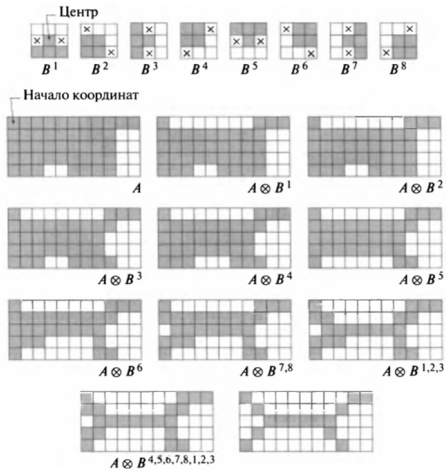 Центр
B¹ B² B³ B⁴ B⁵ B⁶ B⁷ B⁸
Начало координат
A A ⊗ B¹ A ⊗ B²
A ⊗ B³ A ⊗ B⁴ A ⊗ B⁵
A ⊗ B⁶ A ⊗ B⁷,⁸ A ⊗ B¹,²,³
A ⊗ B⁴,⁵,⁶,⁷,⁸,¹,²,³